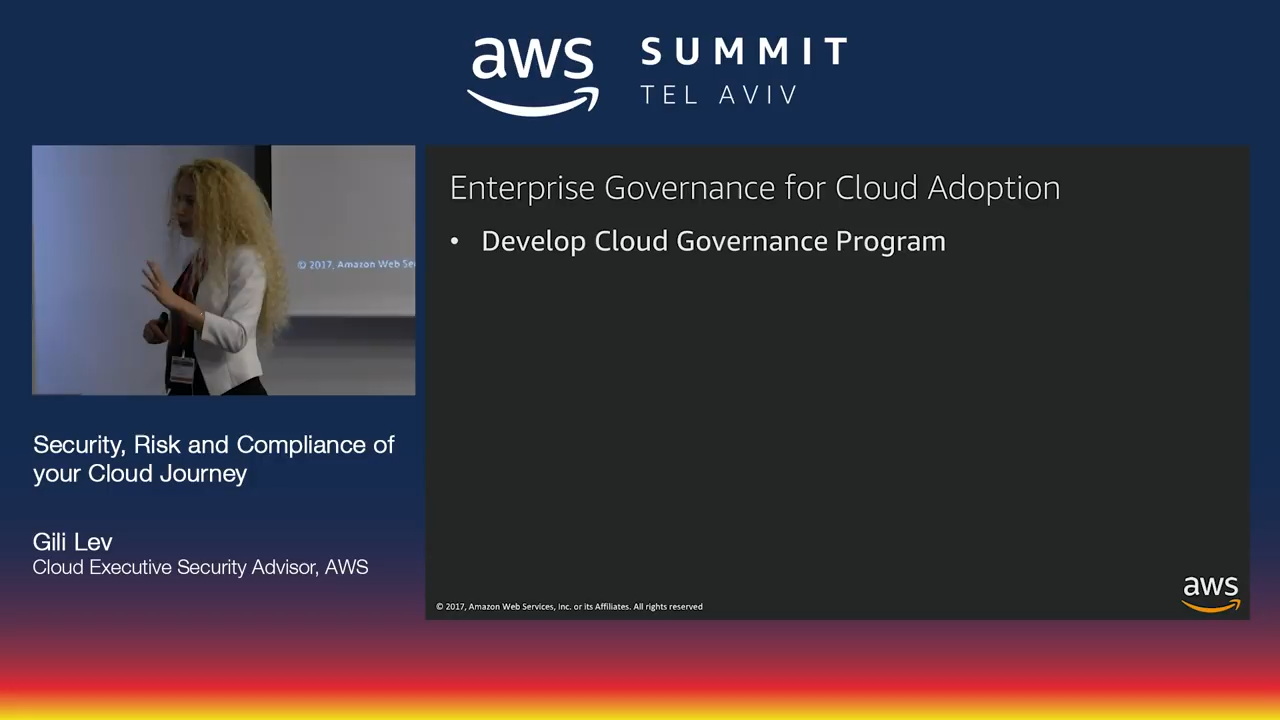 aws
SUMMIT
TEL AVIV
Enterprise Governance for Cloud Adoption
• Develop Cloud Governance Program
© 2017, Amazon Web Se
Security, Risk and Compliance of
your Cloud Journey
Gili Lev
Cloud Executive Security Advisor, AWS
© 2017, Amazon Web Services, Inc. or its Affiliates. All rights reserved
aws